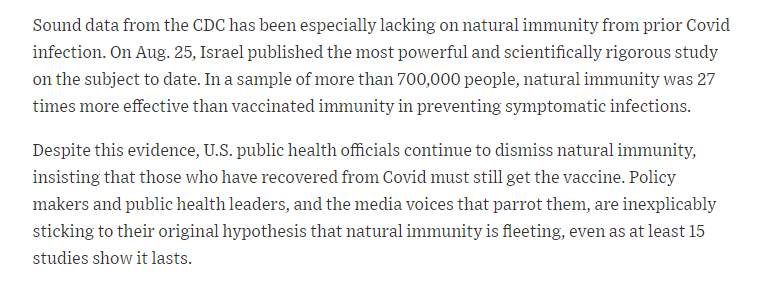 Sound data from the CDC has been especially lacking on natural immunity from prior Covid
infection. On Aug. 25, Israel published the most powerful and scientifically rigorous study
on the subject to date. In a sample of more than 700,000 people, natural immunity was 27
times more effective than vaccinated immunity in preventing symptomatic infections.
Despite this evidence, U.S. public health officials continue to dismiss natural immunity,
insisting that those who have recovered from Covid must still get the vaccine. Policy
makers and public health leaders, and the media voices that parrot them, are inexplicably
sticking to their original hypothesis that natural immunity is fleeting, even as at least 15
studies show it lasts.